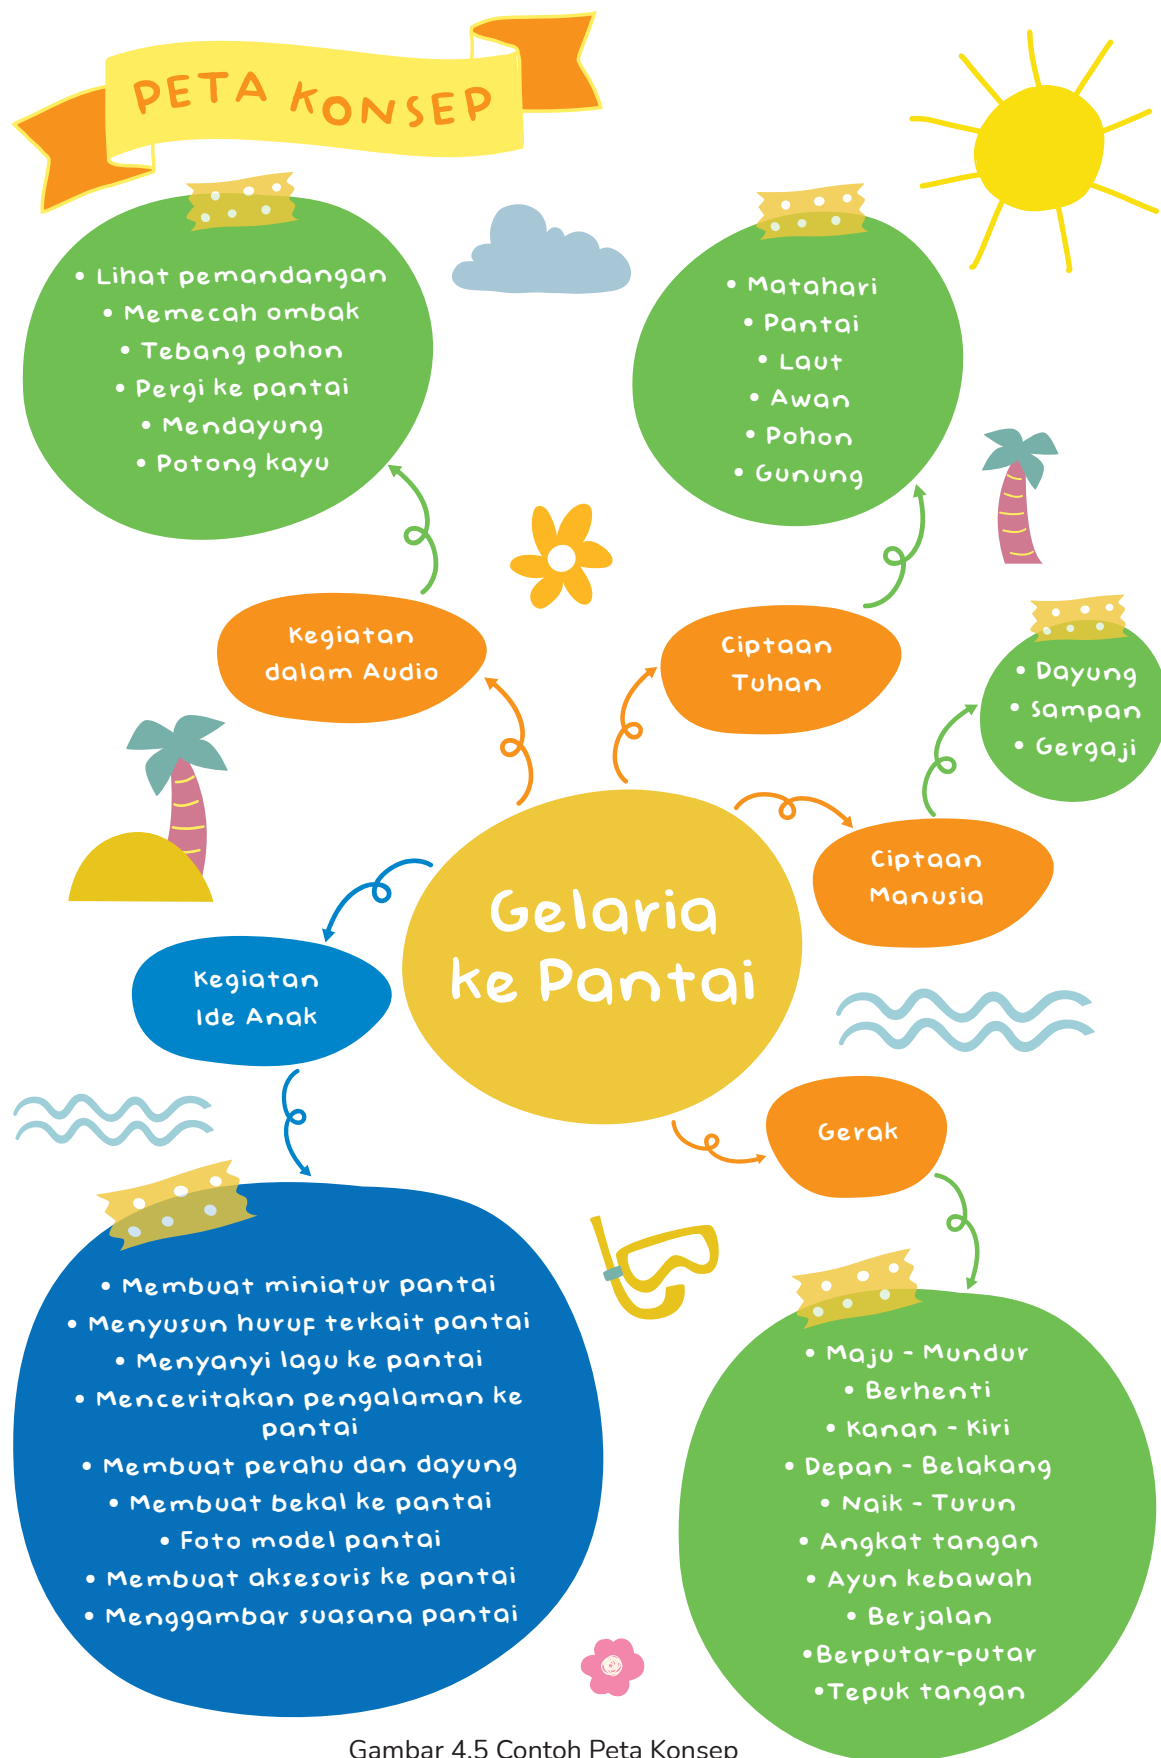 PETA KONSEP
• Lihat pemandangan
• Memecah ombak
• Tebang pohon
• Pergi ke pantai
• Mendayung
• Potong kayu
• Matahari
• Pantai
• Laut
• Awan
• Pohon
• Gunung
Kegiatan
dalam Audio
Ciptaan
Tuhan
• Dayung
• Sampan
• Gergaji
Ciptaan
Manusia
Gelaria
ke Pantai
Kegiatan
Ide Anak
Gerak
• Membuat miniatur pantai
• Menyusun huruf terkait pantai
• Menyanyi lagu ke pantai
• Menceritakan pengalaman ke
pantai
• Membuat perahu dan dayung
• Membuat bekal ke pantai
• Foto model pantai
• Membuat aksesoris ke pantai
• Menggambar suasana pantai
• Maju - Mundur
• Berhenti
• Kanan - Kiri
• Depan - Belakang
• Naik - Turun
• Angkat tangan
• Ayun kebawah
• Berjalan
•Berputar-putar
•Tepuk tangan
Gambar 4.5 Contoh Peta Konsep